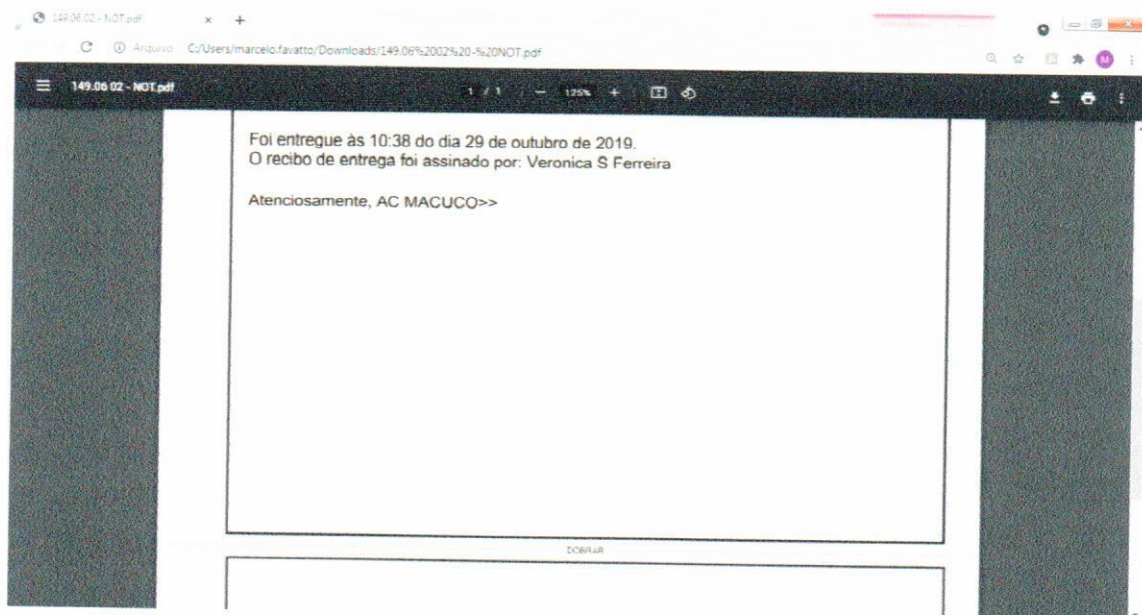 149.06 02 - NOT.pdf × +
Arquivo C:/Users/marcelo.favatto/Downloads/149.06%2002%20-%20NOT.pdf
M
149.06 02 - NOT.pdf 1 / 1 — 125% +
Foi entregue às 10:38 do dia 29 de outubro de 2019.
O recibo de entrega foi assinado por: Veronica S Ferreira
Atenciosamente, AC MACUCO>>
DOBRAR